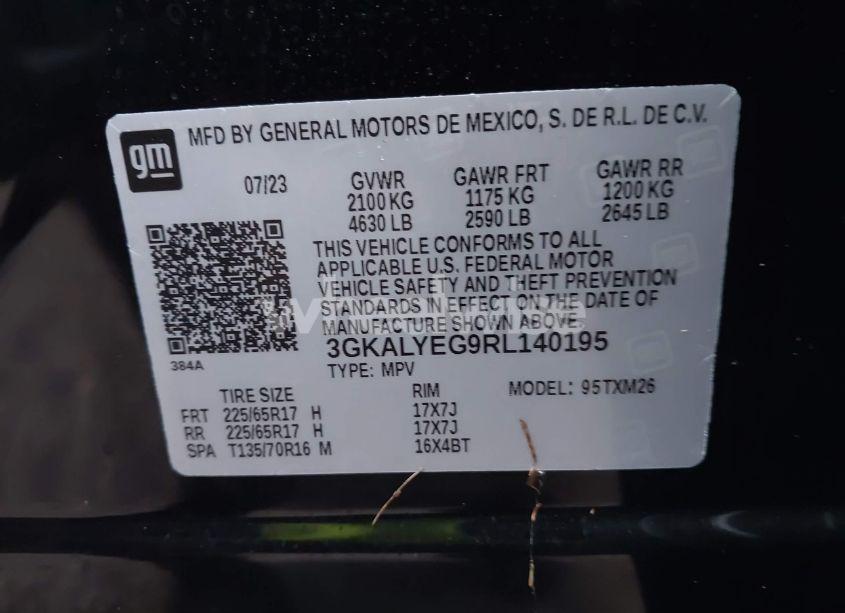 gm
MFD BY GENERAL MOTORS DE MEXICO, S. DE R.L. DE C.V.
07/23 GVWR GAWR FRT GAWR RR
2100 KG 1175 KG 1200 KG
4630 LB 2590 LB 2645 LB
THIS VEHICLE CONFORMS TO ALL
APPLICABLE U.S. FEDERAL MOTOR
VEHICLE SAFETY AND THEFT PREVENTION
STANDARDS IN EFFECT ON THE DATE OF
MANUFACTURE SHOWN ABOVE.
3GKALYEG9RL140195
384A
TYPE: MPV
TIRE SIZE RIM MODEL: 95TXM26
FRT 225/65R17 H 17X7J
RR 225/65R17 H 17X7J
SPA T135/70R16 M 16X4BT